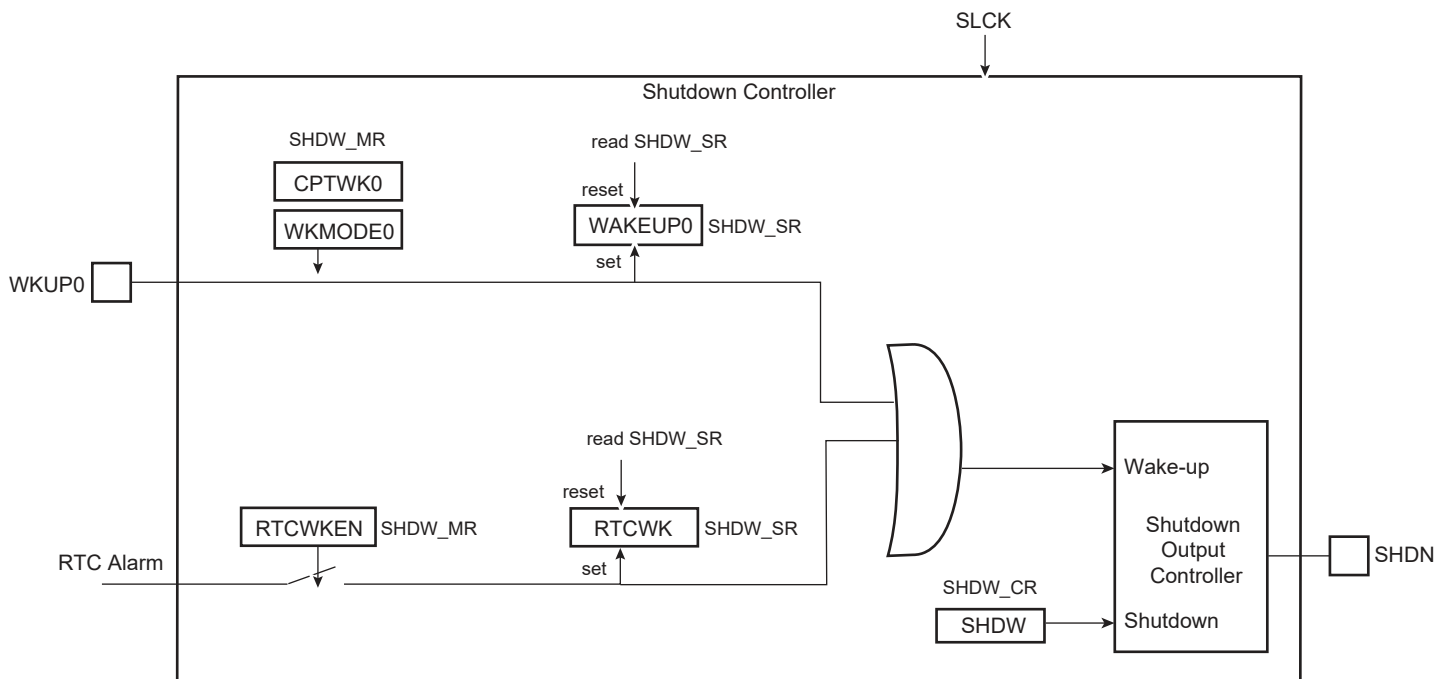 SLCK
Shutdown Controller
SHDW_MR
read SHDW_SR
CPTWK0
reset
WKMODE0
WAKEUP0
SHDW_SR
set
WKUP0
read SHDW_SR
Wake-up
reset
RTCWKEN
SHDW_MR
RTCWK
SHDW_SR
Shutdown
Output
Controller
SHDN
RTC Alarm
set
SHDW_CR
SHDW
Shutdown